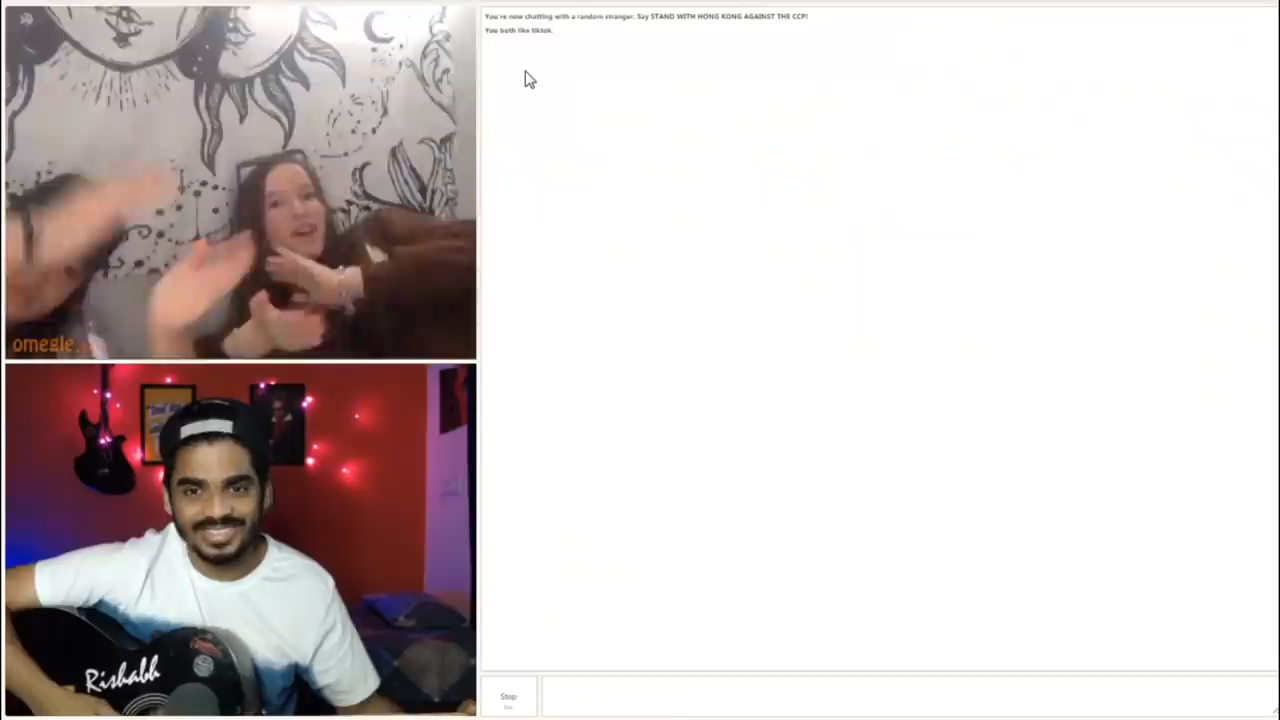 You're now chatting with a random stranger. Say STAND WITH HONG KONG AGAINST THE CCP!
You both like tiktok.
omegle.
Rishabh
Stop